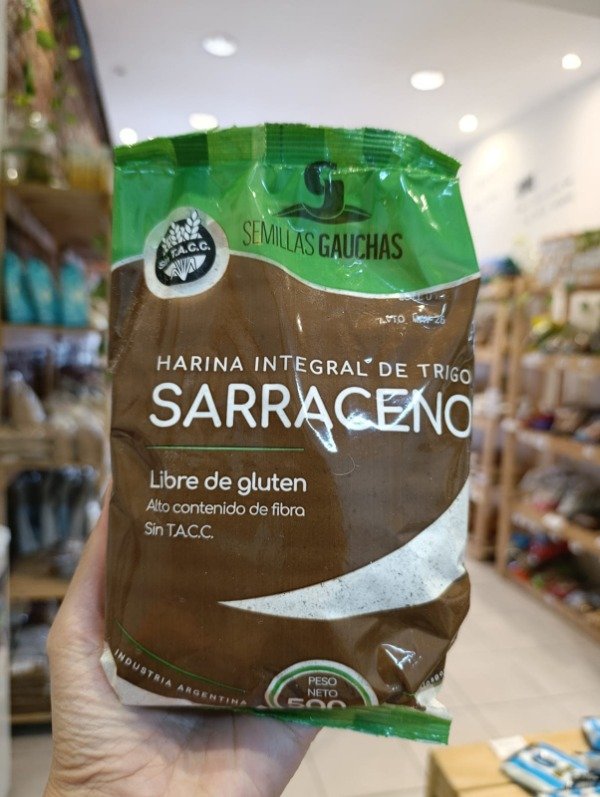 SEMILLAS GAUCHAS
T.A.C.C.
HARINA INTEGRAL DE TRIGO
SARRACENO
Libre de gluten
Alto contenido de fibra
Sin T.A.C.C.
INDUSTRIA ARGENTINA
PESO
NETO
500